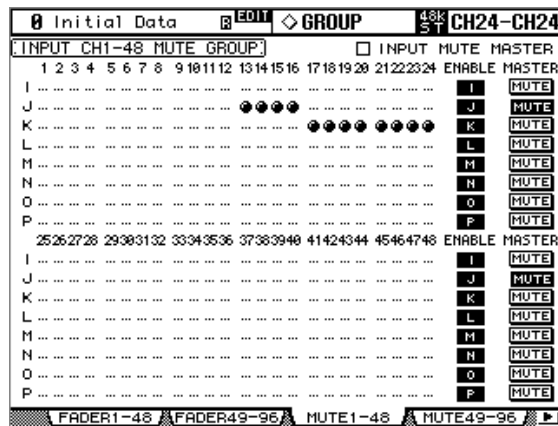 0 Initial Data EDIT GROUP 48K ST CH24-CH24
INPUT CH1-48 MUTE GROUP INPUT MUTE MASTER
1 2 3 4 5 6 7 8 9 10 11 12 13 14 15 16 17 18 19 20 21 22 23 24 ENABLE MASTER
I I MUTE
J J MUTE
K K MUTE
L L MUTE
M M MUTE
N N MUTE
O O MUTE
P P MUTE
25 26 27 28 29 30 31 32 33 34 35 36 37 38 39 40 41 42 43 44 45 46 47 48 ENABLE MASTER
I I MUTE
J J MUTE
K K MUTE
L L MUTE
M M MUTE
N N MUTE
O O MUTE
P P MUTE
FADER1-48 FADER49-96 MUTE1-48 MUTE49-96